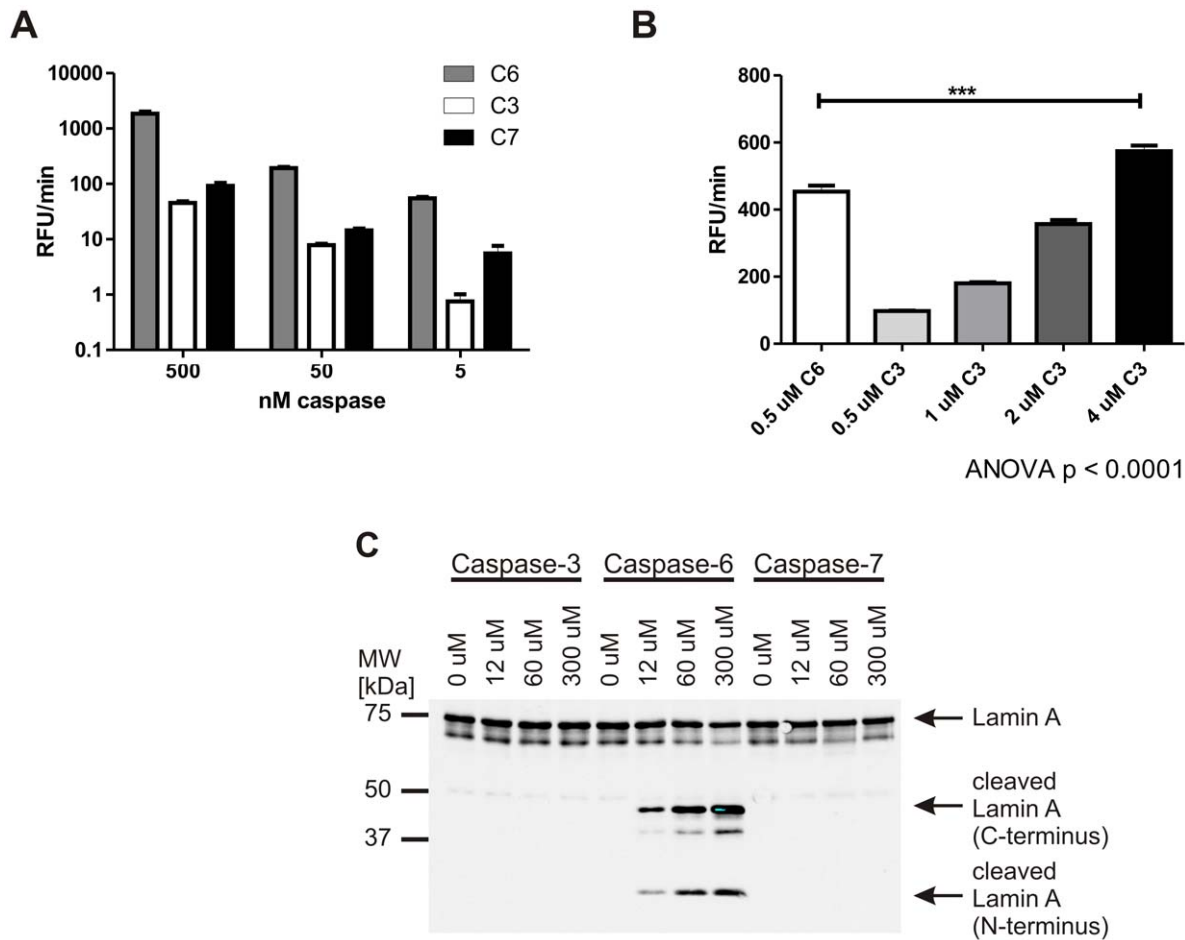 A
10000
1000
100
10
1
0.1
RFU/min
C6
C3
C7
500 50 5
nM caspase
B
800
600
400
200
0
RFU/min
***
0.5 uM C6
0.5 uM C3
1 uM C3
2 uM C3
4 uM C3
ANOVA p < 0.0001
C
Caspase-3 Caspase-6 Caspase-7
0 uM 12 uM 60 uM 300 uM 0 uM 12 uM 60 uM 300 uM 0 uM 12 uM 60 uM 300 uM
MW
[kDa]
75
50
37
Lamin A
cleaved
Lamin A
(C-terminus)
cleaved
Lamin A
(N-terminus)